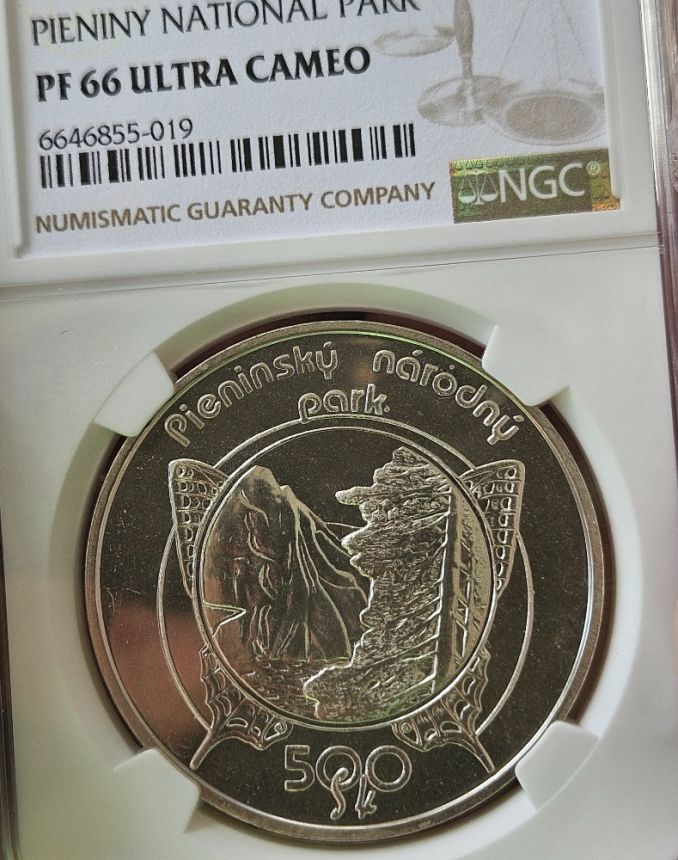 PIENINY NATIONAL PARK
PF 66 ULTRA CAMEO
6646855-019
NUMISMATIC GUARANTY COMPANY
NGC®
Pieninský národný
park
500
Sk